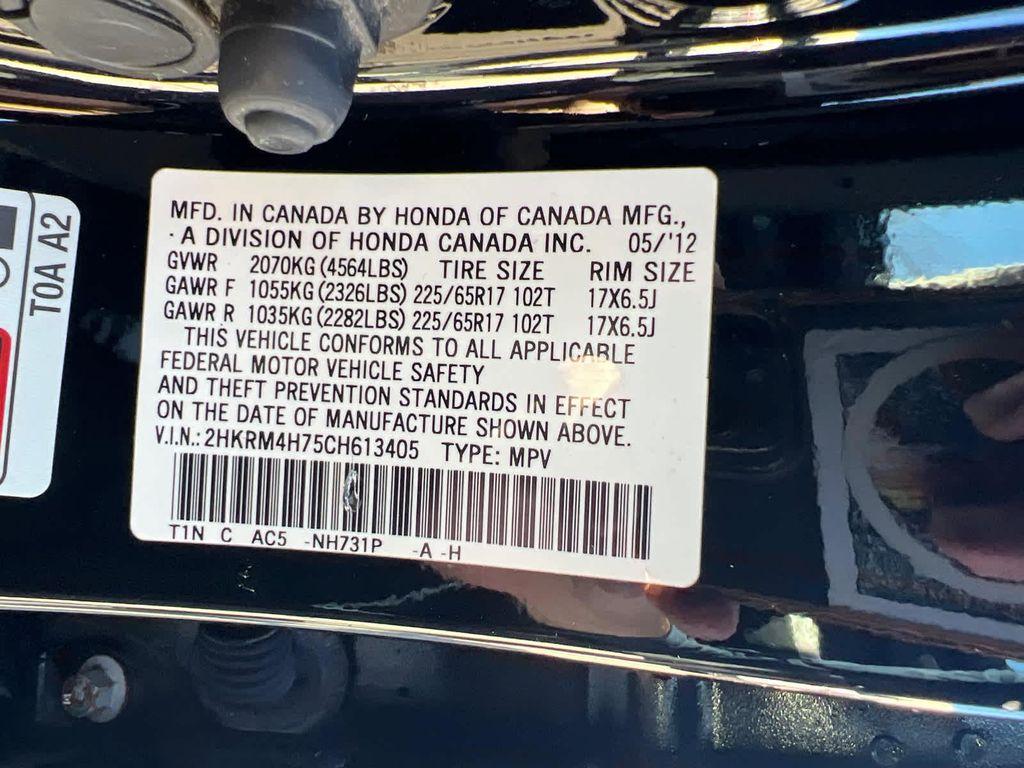 MFD. IN CANADA BY HONDA OF CANADA MFG.,
· A DIVISION OF HONDA CANADA INC. 05/'12
GVWR 2070KG (4564LBS) TIRE SIZE RIM SIZE
GAWR F 1055KG (2326LBS) 225/65R17 102T 17X6.5J
GAWR R 1035KG (2282LBS) 225/65R17 102T 17X6.5J
THIS VEHICLE CONFORMS TO ALL APPLICABLE
FEDERAL MOTOR VEHICLE SAFETY
AND THEFT PREVENTION STANDARDS IN EFFECT
ON THE DATE OF MANUFACTURE SHOWN ABOVE.
V.I.N.: 2HKRM4H75CH613405 TYPE: MPV
T1N C AC5 -NH731P -A -H
T0A A2